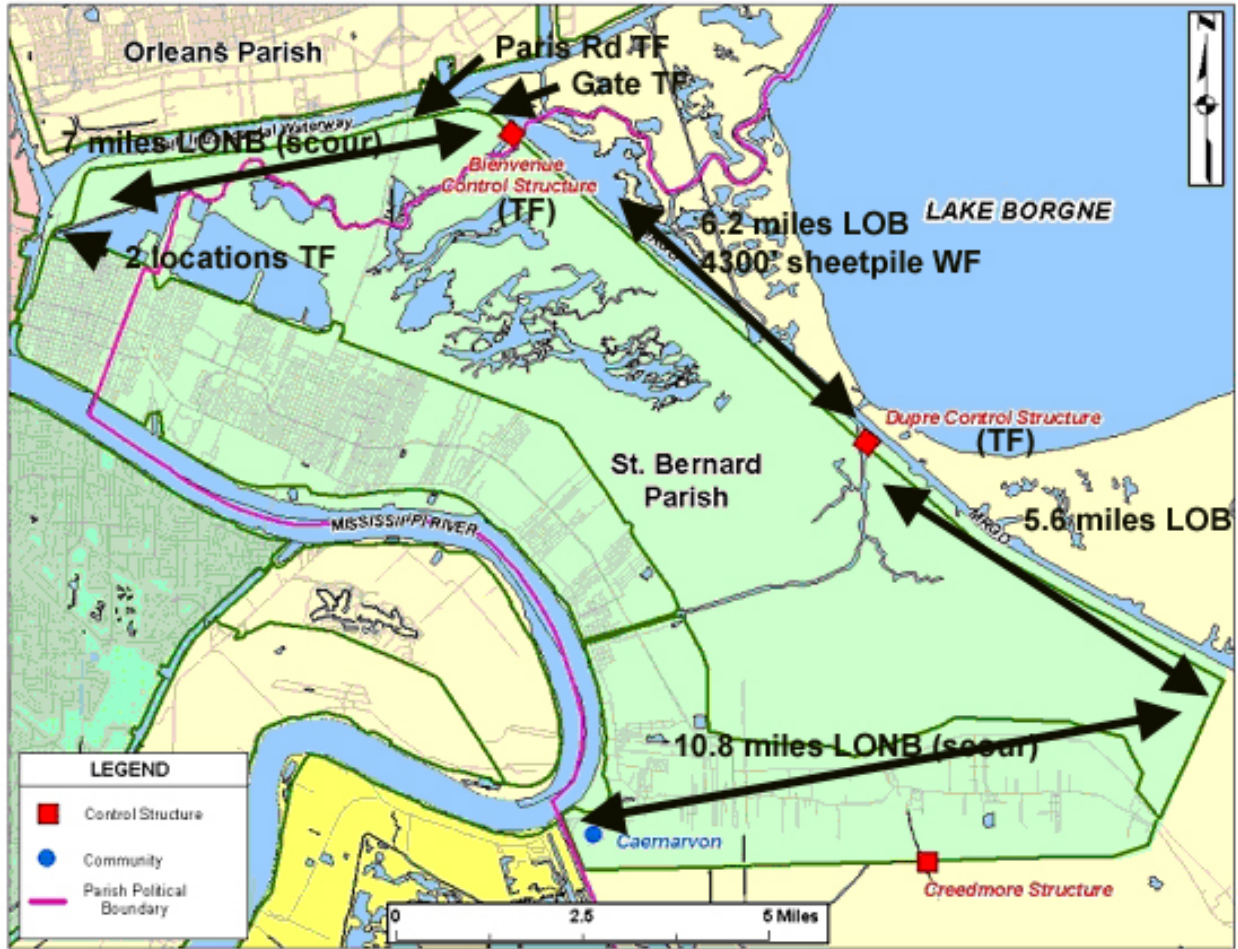 Orleans Parish
Paris Rd TF
Gate TF
7 miles LONB (scour)
Waterway
Bienvenue
Control Structure
(TF)
2 locations TF
6.2 miles LOB
4300' sheetpile WF
LAKE BORGNE
Dupre Control Structure
(TF)
St. Bernard
Parish
MRGO
5.6 miles LOB
MISSISSIPPI RIVER
10.8 miles LONB (scour)
Caernarvon
Creedmore Structure
LEGEND
Control Structure
Community
Parish Political
Boundary
0 2.5 5 Miles
N